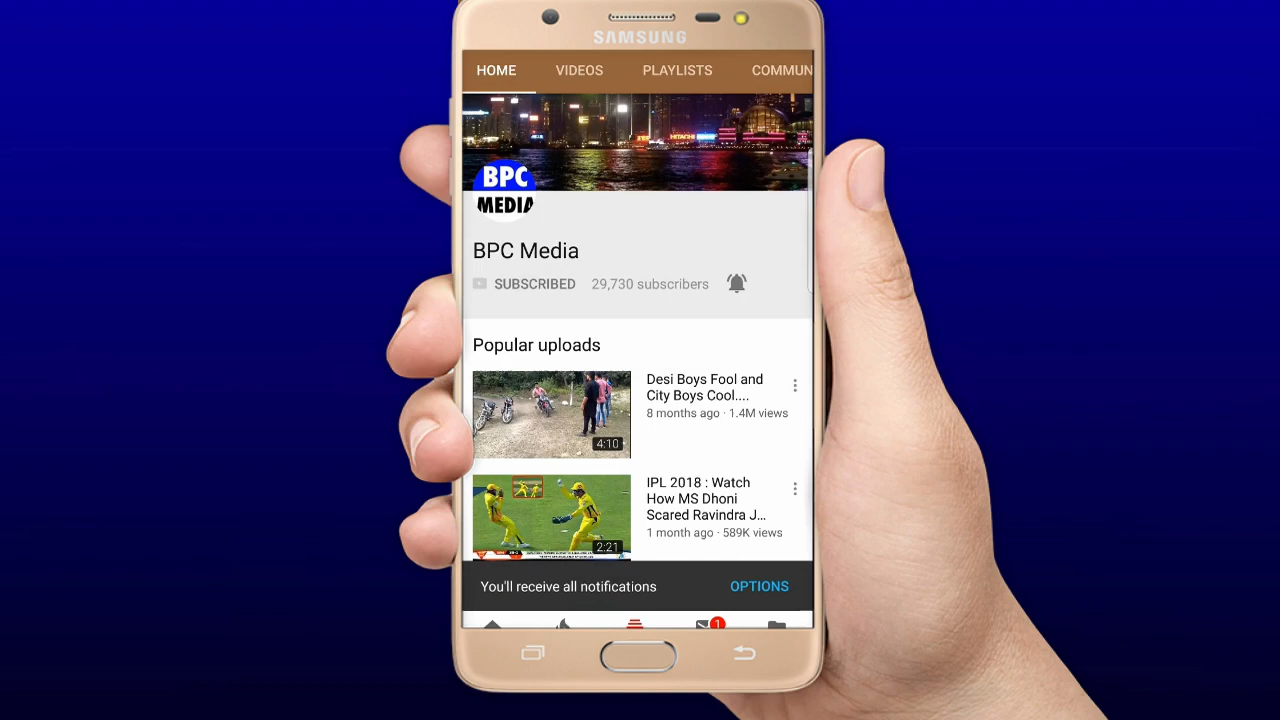 SAMSUNG
HOME VIDEOS PLAYLISTS COMMUN
HITACHI
BPC
MEDIA
BPC Media
SUBSCRIBED 29,730 subscribers
Popular uploads
Desi Boys Fool and
City Boys Cool....
8 months ago · 1.4M views
4:10
IPL 2018 : Watch
How MS Dhoni
Scared Ravindra J...
1 month ago · 589K views
2:21
You'll receive all notifications OPTIONS
1